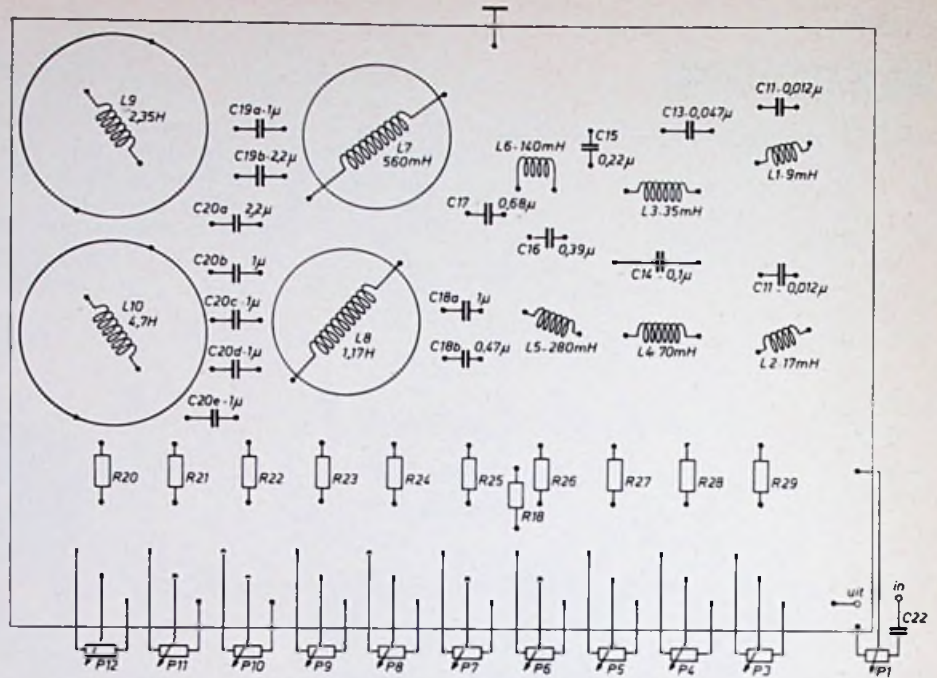 L9
2,35H
C19a-1µ
C19b-2,2µ
L7
560mH
L6-140mH
C15
0,22µ
C13-0,047µ
C11-0,012µ
L1-9mH
C20a
2,2µ
C17
0,68µ
L3-35mH
C16
0,39µ
C20b
1µ
C14
0,1µ
C11-0,012µ
L10
4,7H
C20c-1µ
C20d-1µ
C20e-1µ
L8
1,17H
C18a
1µ
C18b
0,47µ
L5-280mH
L4-70mH
L2-17mH
R20
R21
R22
R23
R24
R25
R18
R26
R27
R28
R29
uit
in
C22
P12
P11
P10
P9
P8
P7
P6
P5
P4
P3
P1